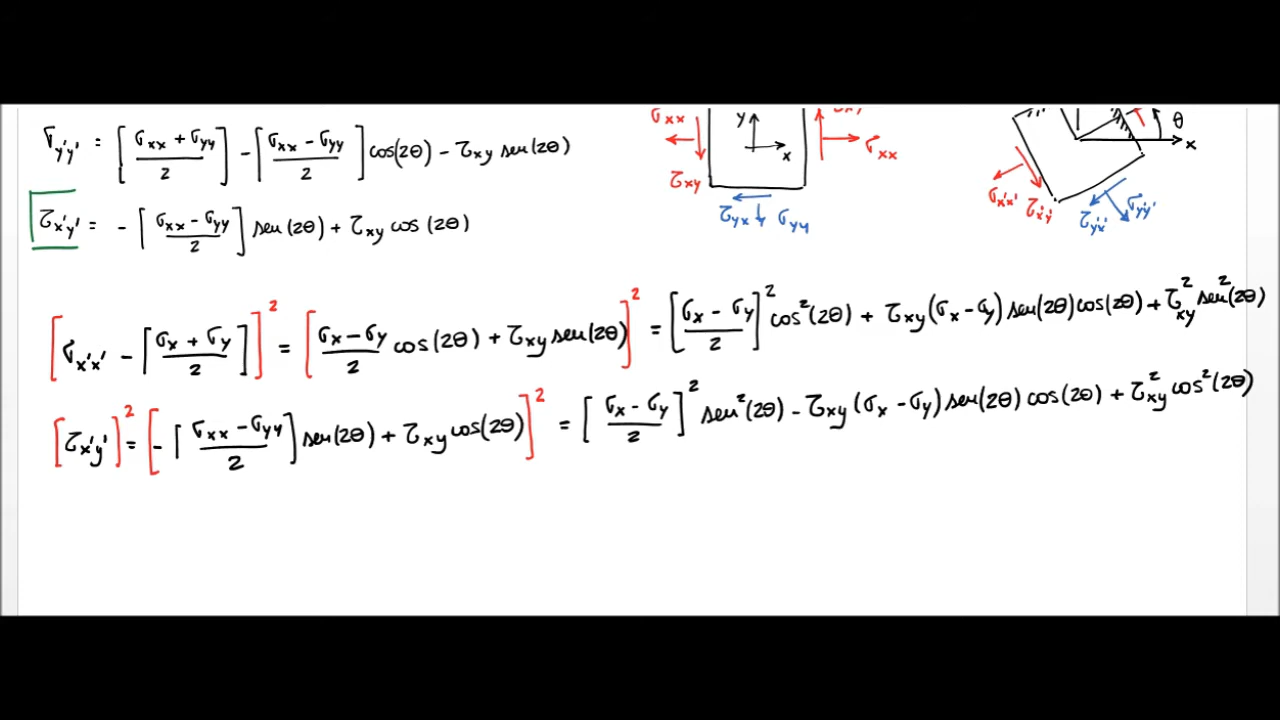 σy'y' = [σxx + σyy / 2] - [σxx - σyy / 2] cos(2θ) - τxy sen(2θ)
τx'y' = - [σxx - σyy / 2] sen(2θ) + τxy cos(2θ)
σxx
y
x
σxx
τxy
τyx σyy
θ
x
σx'x' τx'y'
τy'x' σy'y'
[σx'x' - [σx + σy / 2]]² = [σx - σy / 2 cos(2θ) + τxy sen(2θ)]² = [σx - σy / 2]² cos²(2θ) + τxy(σx - σy) sen(2θ) cos(2θ) + τxy² sen²(2θ)
[τx'y']² = [- [σxx - σyy / 2] sen(2θ) + τxy cos(2θ)]² = [σx - σy / 2]² sen²(2θ) - τxy (σx - σy) sen(2θ) cos(2θ) + τxy² cos²(2θ)